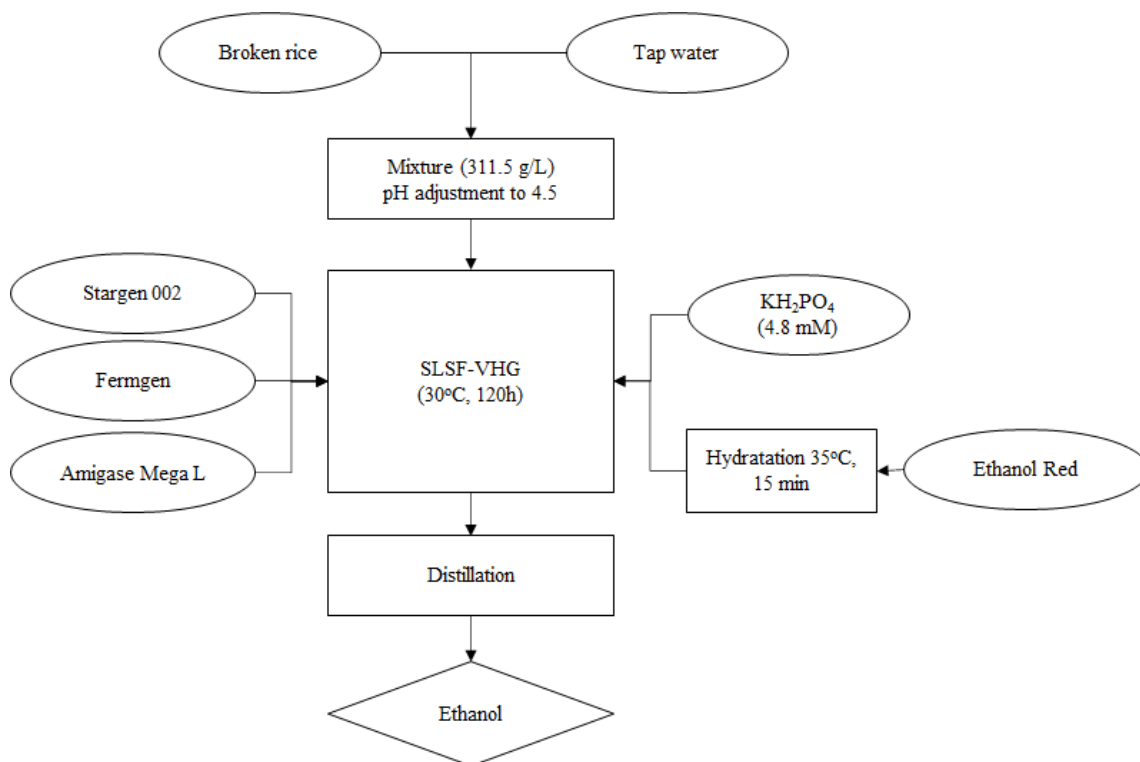 Broken rice
Tap water
Mixture (311.5 g/L)
pH adjustment to 4.5
Stargen 002
Fermgen
Amigase Mega L
SLSF-VHG
(30ºC, 120h)
KH₂PO₄
(4.8 mM)
Hydratation 35ºC,
15 min
Ethanol Red
Distillation
Ethanol